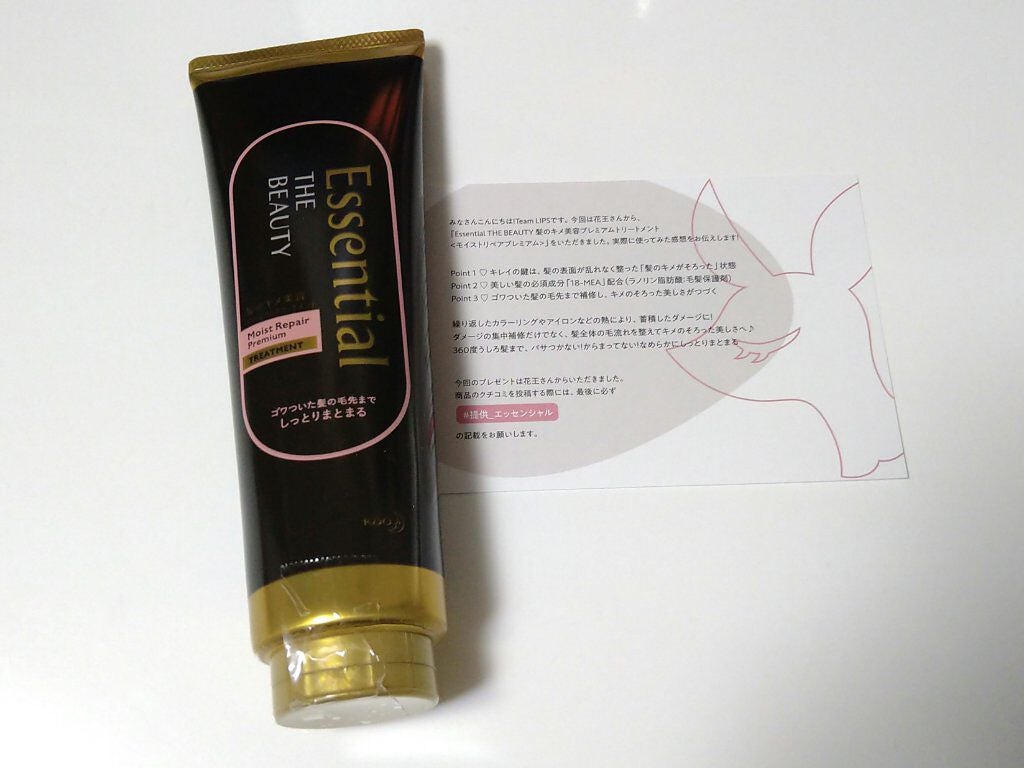 Essential
THE
BEAUTY
Moist Repair
Premium
TREATMENT
ゴワついた髪の毛先まで
しっとりまとまる
Kao
みなさんこんにちは!Team LIPSです。今回は花王さんから、
「Essential THE BEAUTY 髪のキメ美容プレミアムトリートメント
<モイストリペアプレミアム>」をいただきました。実際に使ってみた感想をお伝えします!
Point 1 ♡ キレイの鍵は、髪の表面が乱れなく整った「髪のキメがそろった」状態
Point 2 ♡ 美しい髪の必須成分「18-MEA」配合(ラノリン脂肪酸:毛髪保護剤)
Point 3 ♡ ゴワついた髪の毛先まで補修し、キメのそろった美しさがつづく
繰り返したカラーリングやアイロンなどの熱により、蓄積したダメージに!
ダメージの集中補修だけでなく、髪全体の毛流れを整えてキメのそろった美しさへ♪
360度うしろ髪まで、パサつかない!からまってない!なめらかにしっとりまとまる
今回のプレゼントは花王さんからいただきました。
商品のクチコミを投稿する際には、最後に必ず
#提供_エッセンシャル
の記載をお願いします。